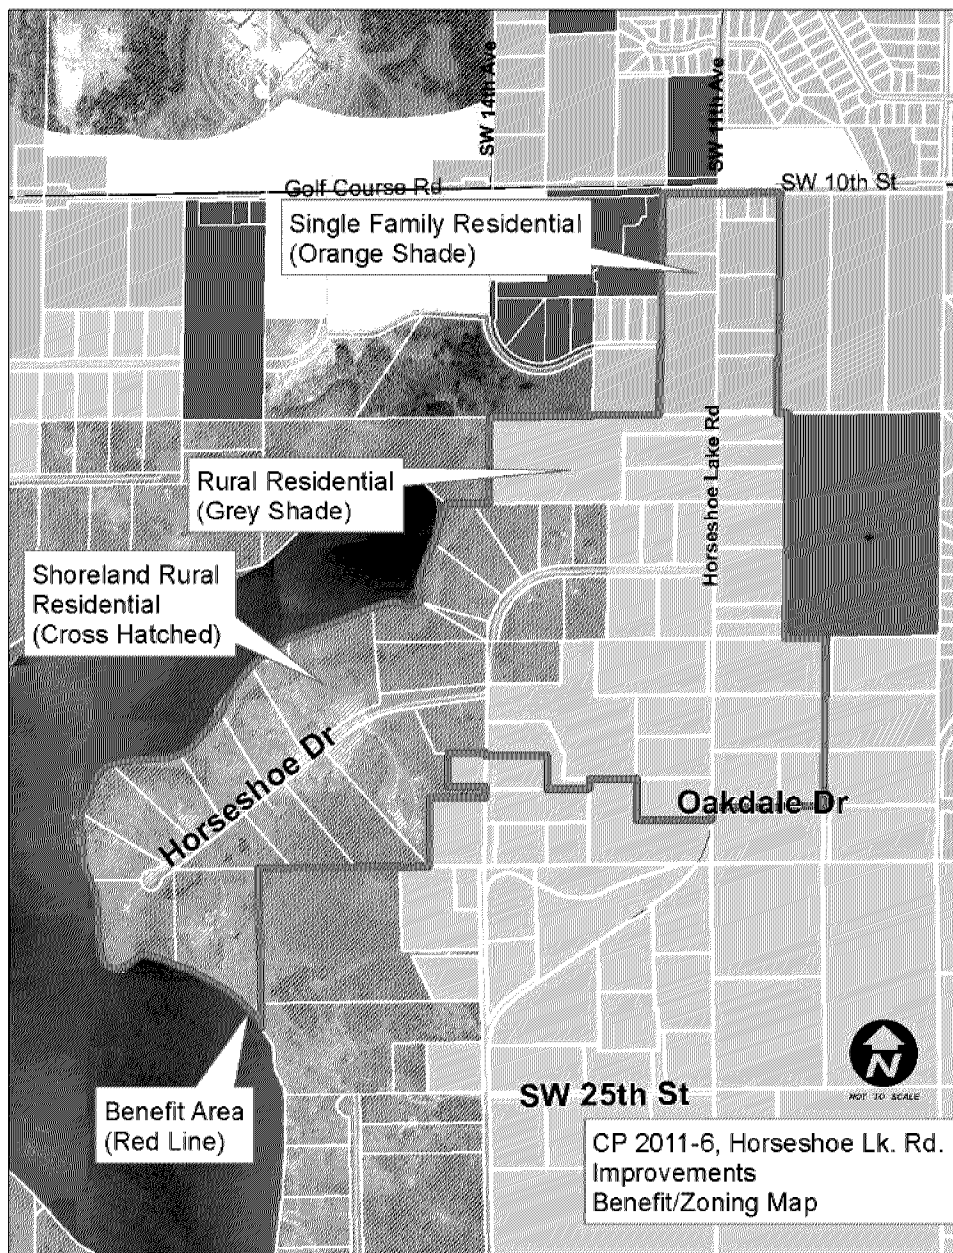 SW 14th Ave
SW 11th Ave
Golf Course Rd
SW 10th St
Single Family Residential
(Orange Shade)
Horseshoe Lake Rd
Rural Residential
(Grey Shade)
Shoreland Rural
Residential
(Cross Hatched)
Horseshoe Dr
Oakdale Dr
N
NOT TO SCALE
SW 25th St
Benefit Area
(Red Line)
CP 2011-6, Horseshoe Lk. Rd.
Improvements
Benefit/Zoning Map